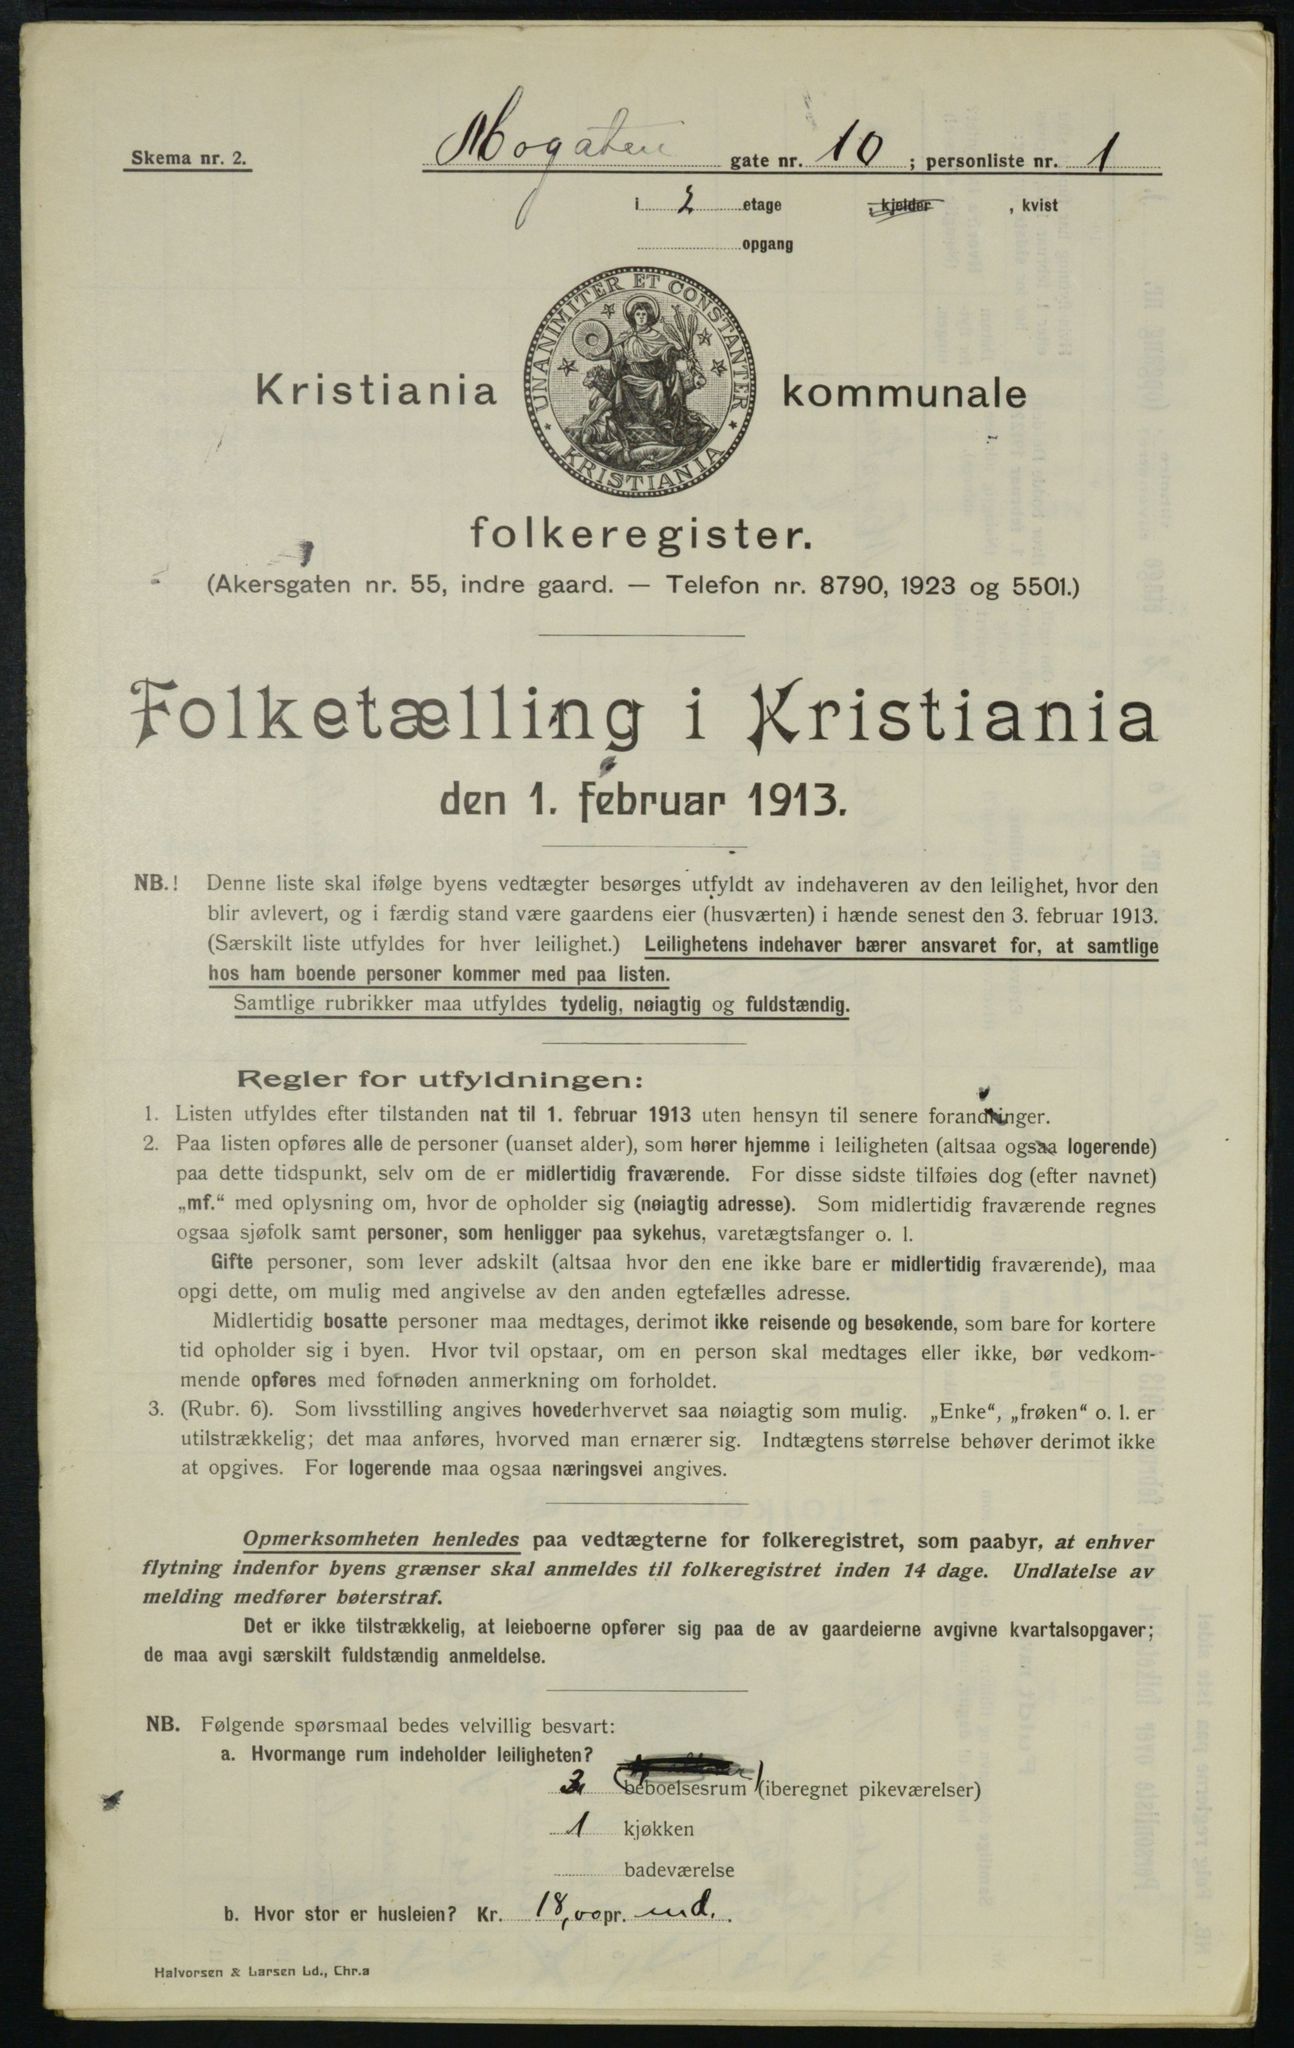 Skema nr. 2.
Mogaten gate nr. 10 ; personliste nr. 1
i 2 etage , kjelder , kvist
opgang
UNANIMITER ET CONSTANTER
KRISTIANIA
Kristiania kommunale
folkeregister.
(Akersgaten nr. 55, indre gaard. — Telefon nr. 8790, 1923 og 5501.)
Folketælling i Kristiania
den 1. februar 1913.
NB.! Denne liste skal ifølge byens vedtægter besørges utfyldt av indehaveren av den leilighet, hvor den
blir avlevert, og i færdig stand være gaardens eier (husværten) i hænde senest den 3. februar 1913.
(Særskilt liste utfyldes for hver leilighet.) Leilighetens indehaver bærer ansvaret for, at samtlige
hos ham boende personer kommer med paa listen.
Samtlige rubrikker maa utfyldes tydelig, nøiagtig og fuldstændig.
Regler for utfyldningen:
1. Listen utfyldes efter tilstanden nat til 1. februar 1913 uten hensyn til senere forandringer.
2. Paa listen opføres alle de personer (uanset alder), som hører hjemme i leiligheten (altsaa ogsaa logerende)
paa dette tidspunkt, selv om de er midlertidig fraværende. For disse sidste tilføies dog (efter navnet)
„mf.“ med oplysning om, hvor de opholder sig (nøiagtig adresse). Som midlertidig fraværende regnes
ogsaa sjøfolk samt personer, som henligger paa sykehus, varetægtsfanger o. l.
Gifte personer, som lever adskilt (altsaa hvor den ene ikke bare er midlertidig fraværende), maa
opgi dette, om mulig med angivelse av den anden egtefælles adresse.
Midlertidig bosatte personer maa medtages, derimot ikke reisende og besøkende, som bare for kortere
tid opholder sig i byen. Hvor tvil opstaar, om en person skal medtages eller ikke, bør vedkom-
mende opføres med fornøden anmerkning om forholdet.
3. (Rubr. 6). Som livsstilling angives hovederhvervet saa nøiagtig som mulig. „Enke“, „frøken“ o. l. er
utilstrækkelig; det maa anføres, hvorved man ernærer sig. Indtægtens størrelse behøver derimot ikke
at opgives. For logerende maa ogsaa næringsvei angives.
Opmerksomheten henledes paa vedtægterne for folkeregistret, som paabyr, at enhver
flytning indenfor byens grænser skal anmeldes til folkeregistret inden 14 dage. Undlatelse av
melding medfører bøterstraf.
Det er ikke tilstrækkelig, at leieboerne opfører sig paa de av gaardeierne avgivne kvartalsopgaver;
de maa avgi særskilt fuldstændig anmeldelse.
NB. Følgende spørsmaal bedes velvillig besvart:
a. Hvormange rum indeholder leiligheten?
beboelsesrum (iberegnet pikeværelser)
1 kjøkken
badeværelse
b. Hvor stor er husleien? Kr. 18,00 pr. md.
Halvorsen & Larsen Ld., Chr.a